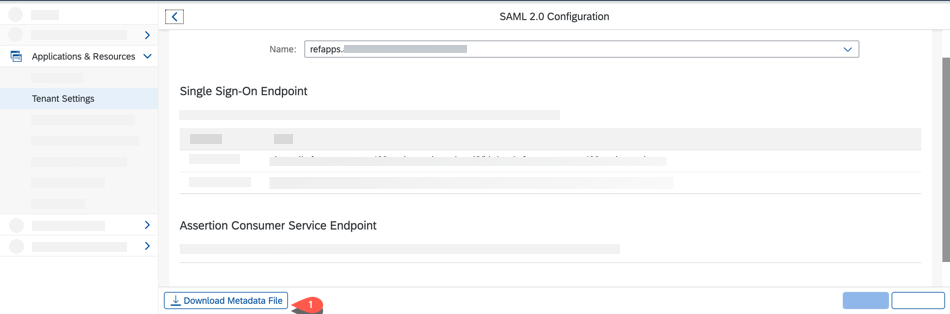 SAML 2.0 Configuration
Name: refapps.
Applications & Resources
Single Sign-On Endpoint
Tenant Settings
Assertion Consumer Service Endpoint
Download Metadata File
1